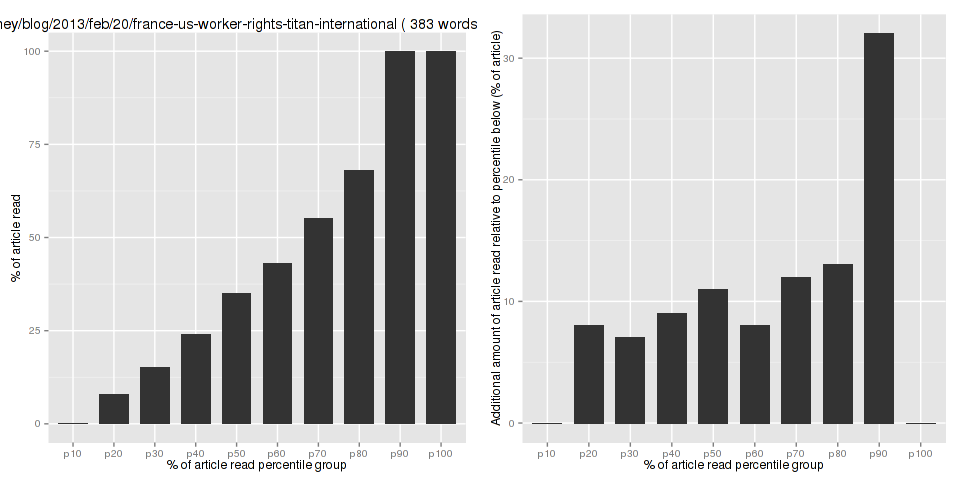 ney/blog/2013/feb/20/france-us-worker-rights-titan-international ( 383 words
% of article read
100
75
50
25
0
p10 p20 p30 p40 p50 p60 p70 p80 p90 p100
% of article read percentile group
Additional amount of article read relative to percentile below (% of article)
30
20
10
0
p10 p20 p30 p40 p50 p60 p70 p80 p90 p100
% of article read percentile group